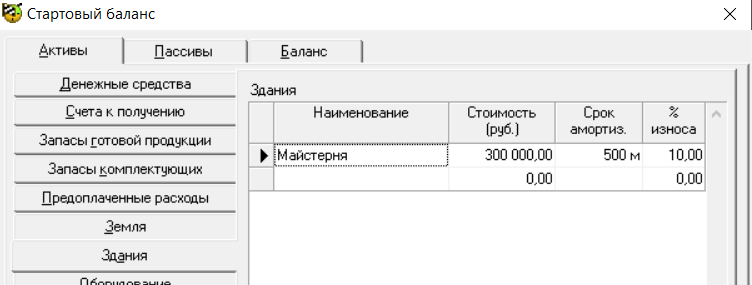 Стартовый баланс
Активы
Пассивы
Баланс
Денежные средства
Счета к получению
Запасы готовой продукции
Запасы комплектующих
Предоплаченные расходы
Земля
Здания
Оборудование
Здания
Наименование
Стоимость (руб.)
Срок амортиз.
% износа
Майстерня 300 000,00 500 м 10,00
0,00 0,00